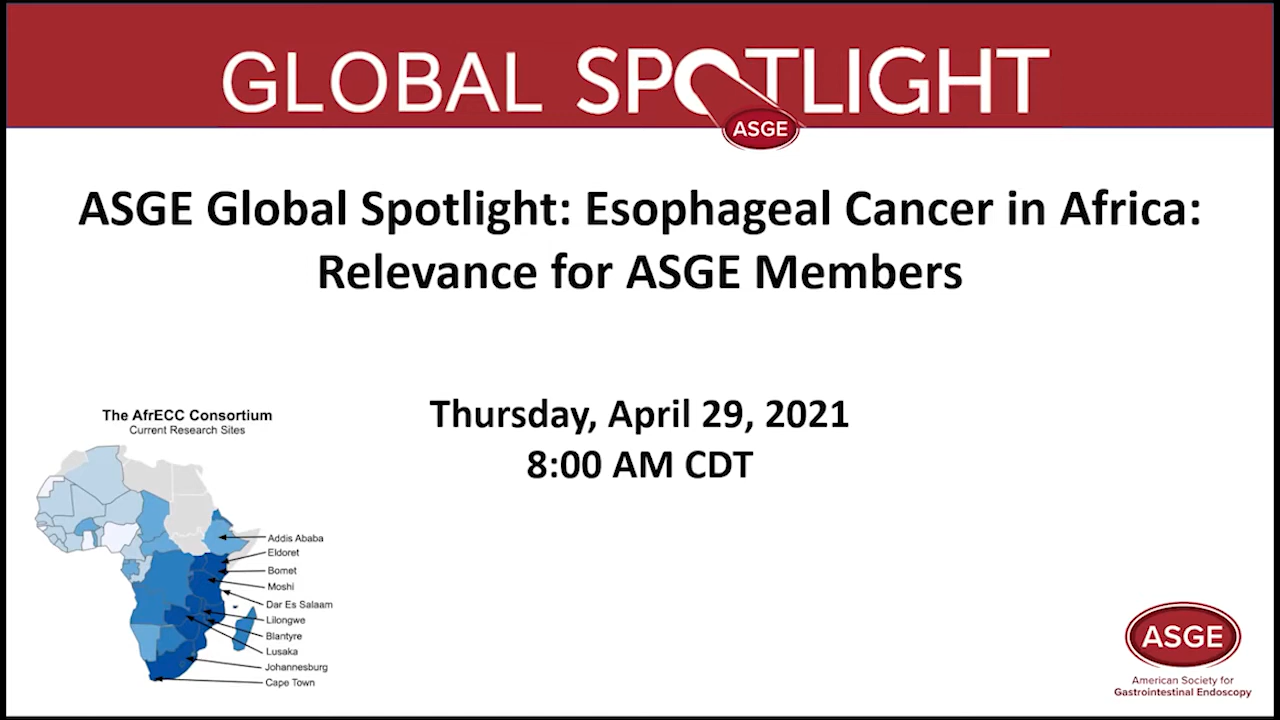 GLOBAL SPOTLIGHT
ASGE
ASGE Global Spotlight: Esophageal Cancer in Africa:
Relevance for ASGE Members
Thursday, April 29, 2021
8:00 AM CDT
The AfrECC Consortium
Current Research Sites
Addis Ababa
Eldoret
Bomet
Moshi
Dar Es Salaam
Lilongwe
Blantyre
Lusaka
Johannesburg
Cape Town
ASGE
American Society for
Gastrointestinal Endoscopy